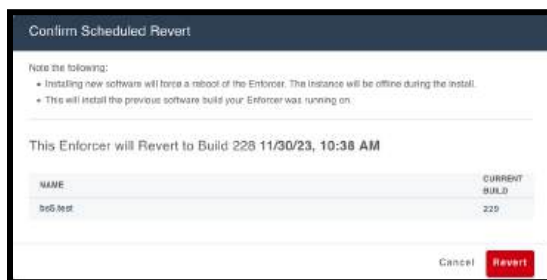 Confirm Scheduled Revert
Note the following:
• Installing new software will force a reboot of the Enforcer. The instance will be offline during the install.
• This will install the previous software build your Enforcer was running on.
This Enforcer will Revert to Build 228 11/30/23, 10:38 AM
NAME CURRENT
BUILD
229
Cancel Revert